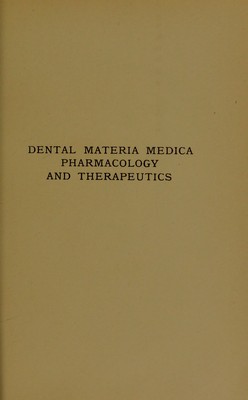 DENTAL MATERIA MEDICA
PHARMACOLOGY
AND THERAPEUTICS